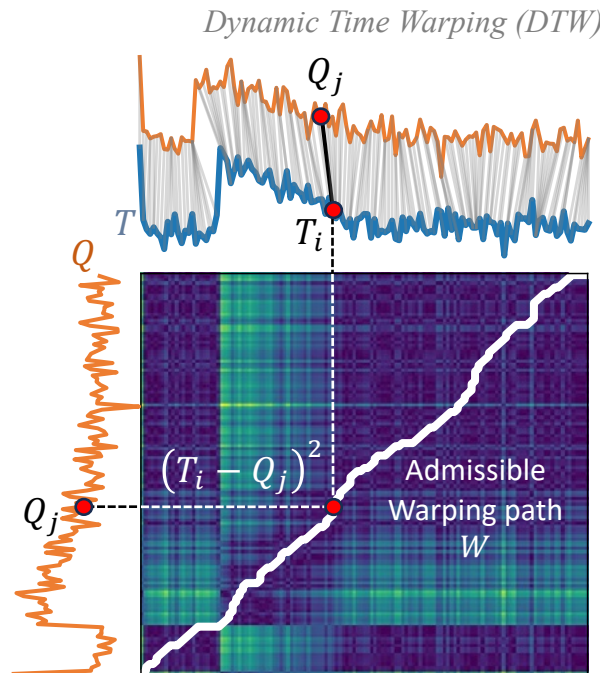 Dynamic Time Warping (DTW)
Q_j
T
T_i
Q
(T_i − Q_j)^2
Admissible
Warping path
W
Q_j